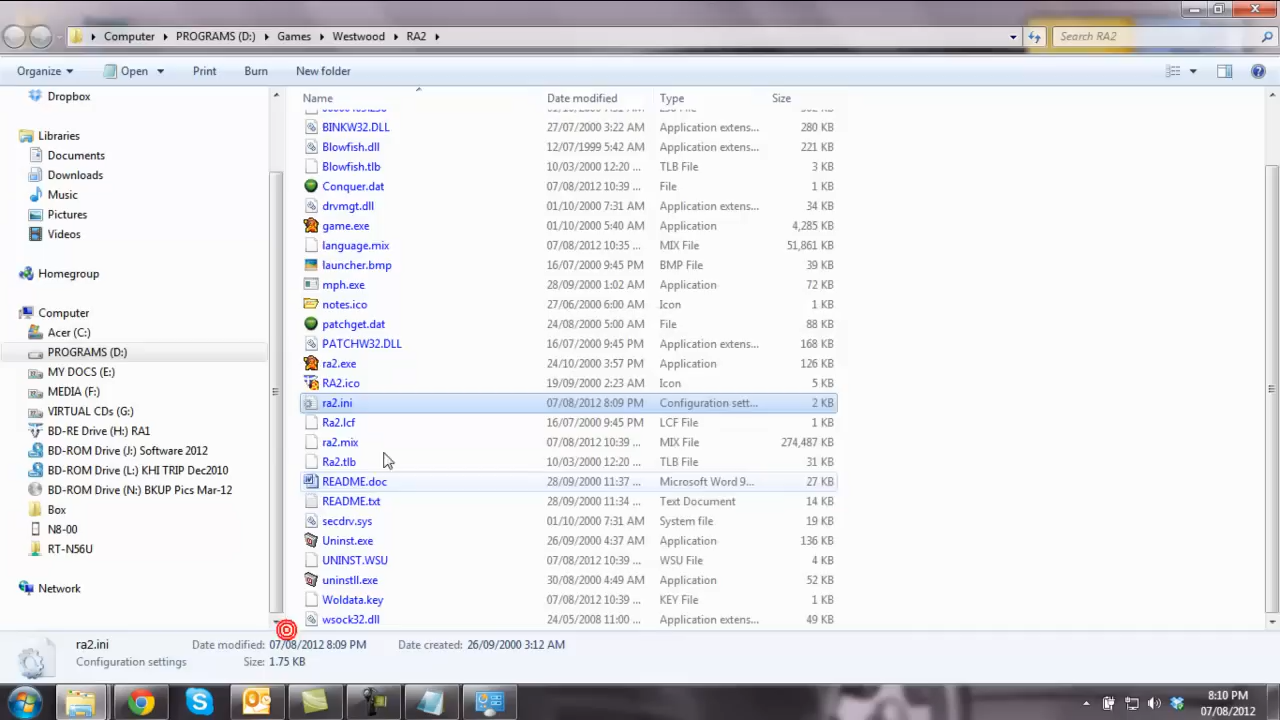 Computer PROGRAMS (D:) Games Westwood RA2
Search RA2
Organize Open Print Burn New folder
Name Date modified Type Size
Dropbox
Libraries
Documents
Downloads
Music
Pictures
Videos
Homegroup
Computer
Acer (C:)
PROGRAMS (D:)
MY DOCS (E:)
MEDIA (F:)
VIRTUAL CDs (G:)
BD-RE Drive (H:) RA1
BD-ROM Drive (J:) Software 2012
BD-ROM Drive (L:) KHI TRIP Dec2010
BD-ROM Drive (N:) BKUP Pics Mar-12
Box
N8-00
RT-N56U
Network
BINKW32.DLL 27/07/2000 3:22 AM Application extens... 280 KB
Blowfish.dll 12/07/1999 5:42 AM Application extens... 221 KB
Blowfish.tlb 10/03/2000 12:20 ... TLB File 3 KB
Conquer.dat 07/08/2012 10:39 ... File 1 KB
drvmgt.dll 01/10/2000 7:31 AM Application extens... 34 KB
game.exe 01/10/2000 5:40 AM Application 4,285 KB
language.mix 07/08/2012 10:35 ... MIX File 51,861 KB
launcher.bmp 16/07/2000 9:45 PM BMP File 39 KB
mph.exe 28/09/2000 1:02 AM Application 72 KB
notes.ico 27/06/2000 6:00 AM Icon 1 KB
patchget.dat 24/08/2000 5:00 AM File 88 KB
PATCHW32.DLL 16/07/2000 9:45 PM Application extens... 168 KB
ra2.exe 24/10/2000 3:57 PM Application 126 KB
RA2.ico 19/09/2000 2:23 AM Icon 5 KB
ra2.ini 07/08/2012 8:09 PM Configuration sett... 2 KB
Ra2.lcf 16/07/2000 9:45 PM LCF File 1 KB
ra2.mix 07/08/2012 10:39 ... MIX File 274,487 KB
Ra2.tlb 10/03/2000 12:20 ... TLB File 31 KB
README.doc 28/09/2000 11:37 ... Microsoft Word 9... 27 KB
README.txt 28/09/2000 11:34 ... Text Document 14 KB
secdrv.sys 01/10/2000 7:31 AM System file 19 KB
Uninst.exe 26/09/2000 4:37 AM Application 136 KB
UNINST.WSU 07/08/2012 10:39 ... WSU File 4 KB
uninstll.exe 30/08/2000 4:49 AM Application 52 KB
Woldata.key 07/08/2012 10:39 ... KEY File 1 KB
wsock32.dll 24/05/2008 11:00 ... Application extens... 49 KB
ra2.ini Date modified: 07/08/2012 8:09 PM Date created: 26/09/2000 3:12 AM
Configuration settings Size: 1.75 KB
8:10 PM
07/08/2012